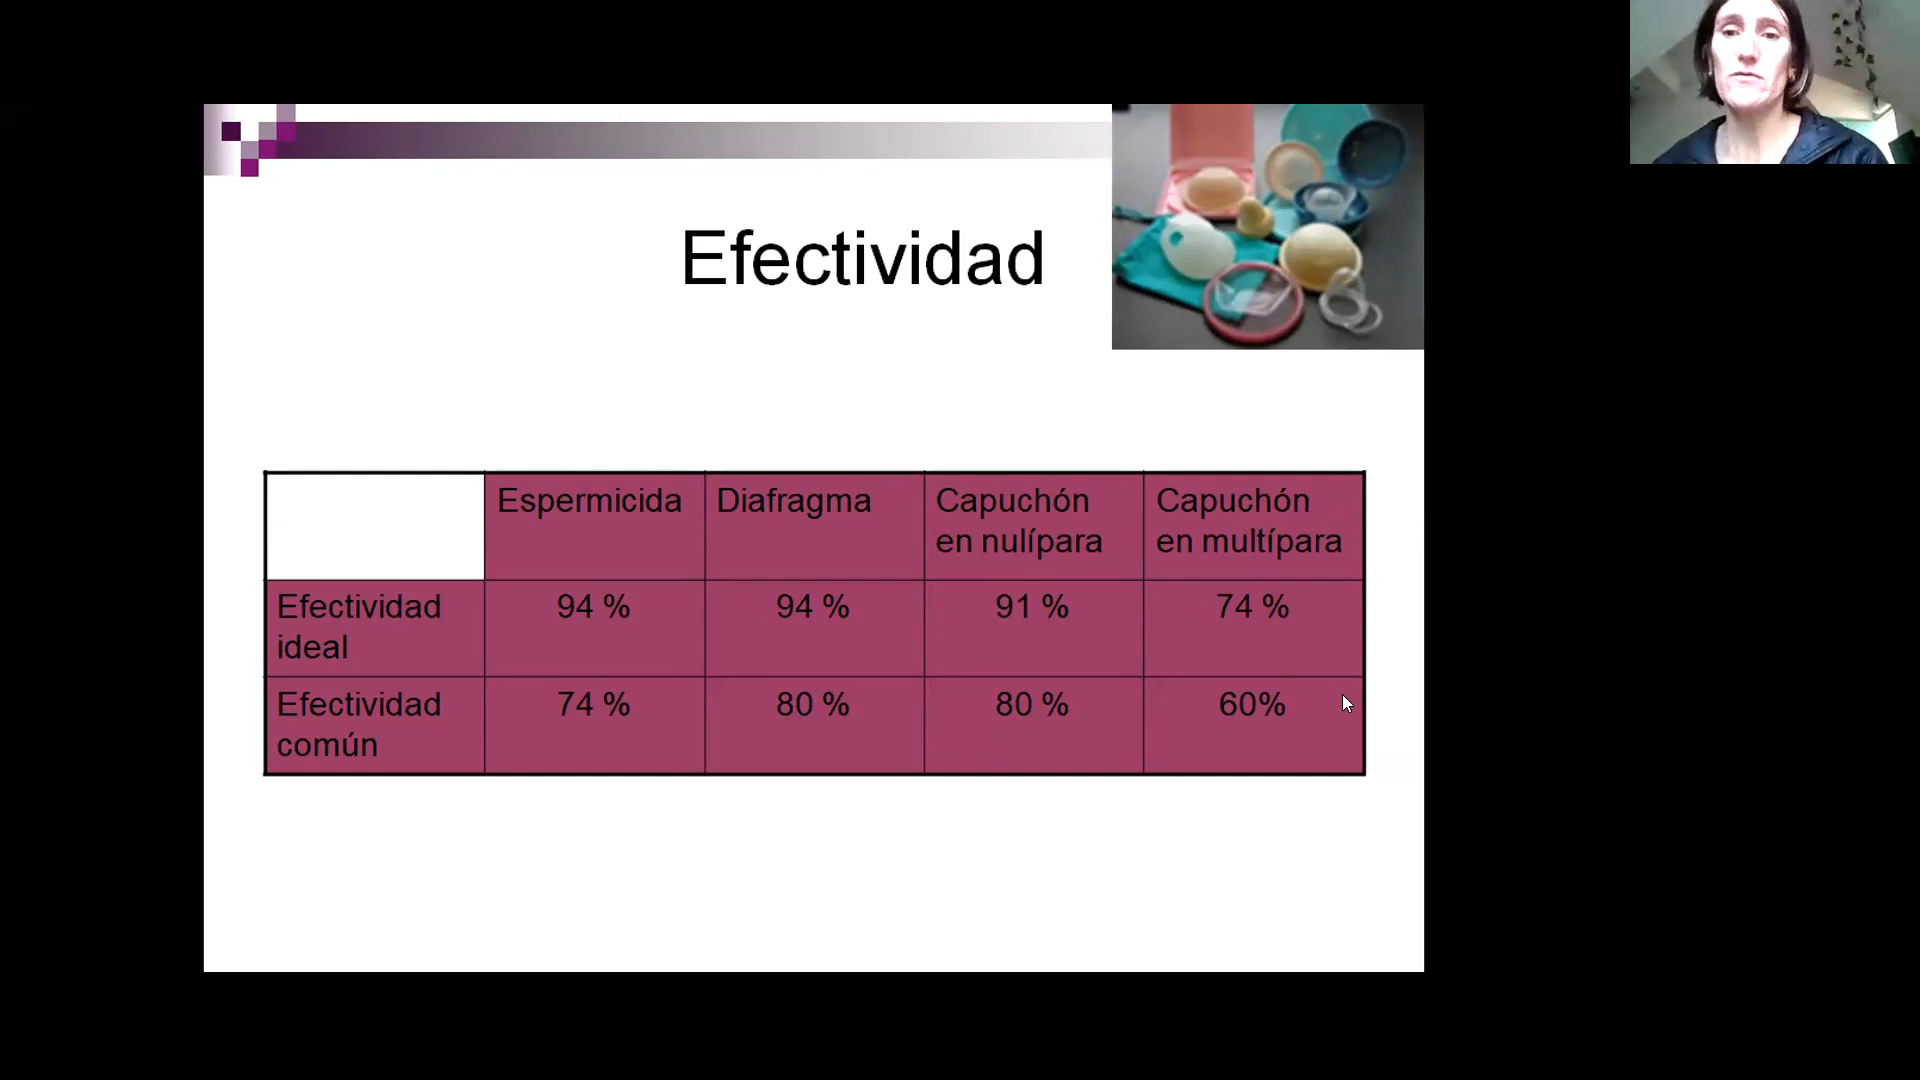 Efectividad
Espermicida Diafragma Capuchón en nulípara Capuchón en multípara
Efectividad ideal 94 % 94 % 91 % 74 %
Efectividad común 74 % 80 % 80 % 60%